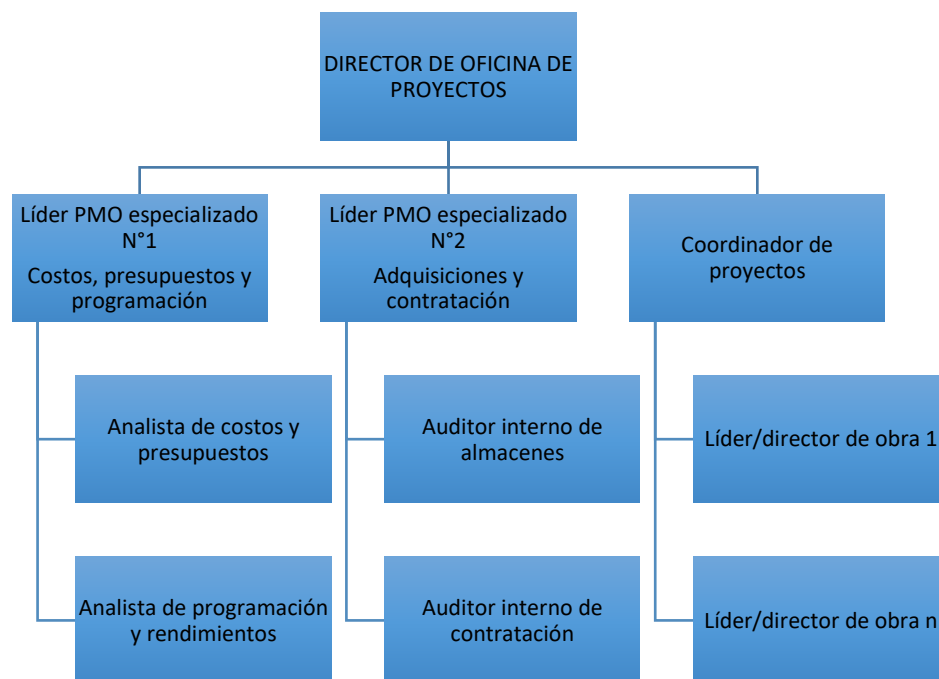 DIRECTOR DE OFICINA DE
PROYECTOS
Líder PMO especializado
N°1
Costos, presupuestos y
programación
Líder PMO especializado
N°2
Adquisiciones y
contratación
Coordinador de
proyectos
Analista de costos y
presupuestos
Auditor interno de
almacenes
Líder/director de obra 1
Analista de programación
y rendimientos
Auditor interno de
contratación
Líder/director de obra n